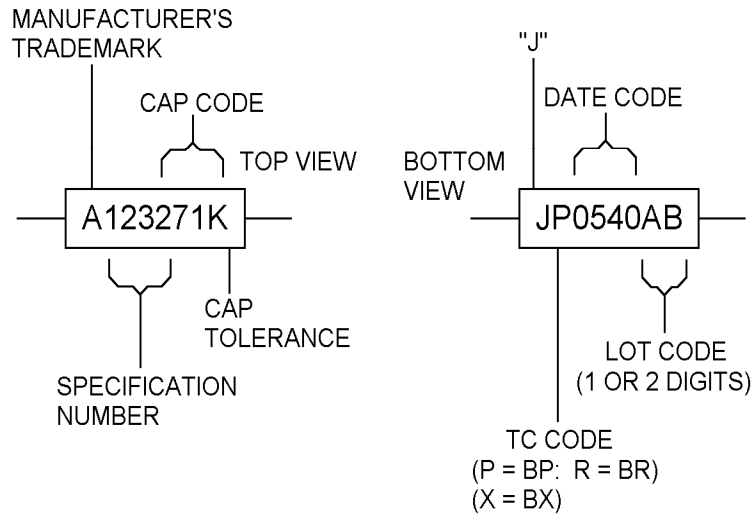 MANUFACTURER'S
TRADEMARK
CAP CODE
TOP VIEW
A123271K
CAP
TOLERANCE
SPECIFICATION
NUMBER
"J"
DATE CODE
BOTTOM
VIEW
JP0540AB
LOT CODE
(1 OR 2 DIGITS)
TC CODE
(P = BP: R = BR)
(X = BX)